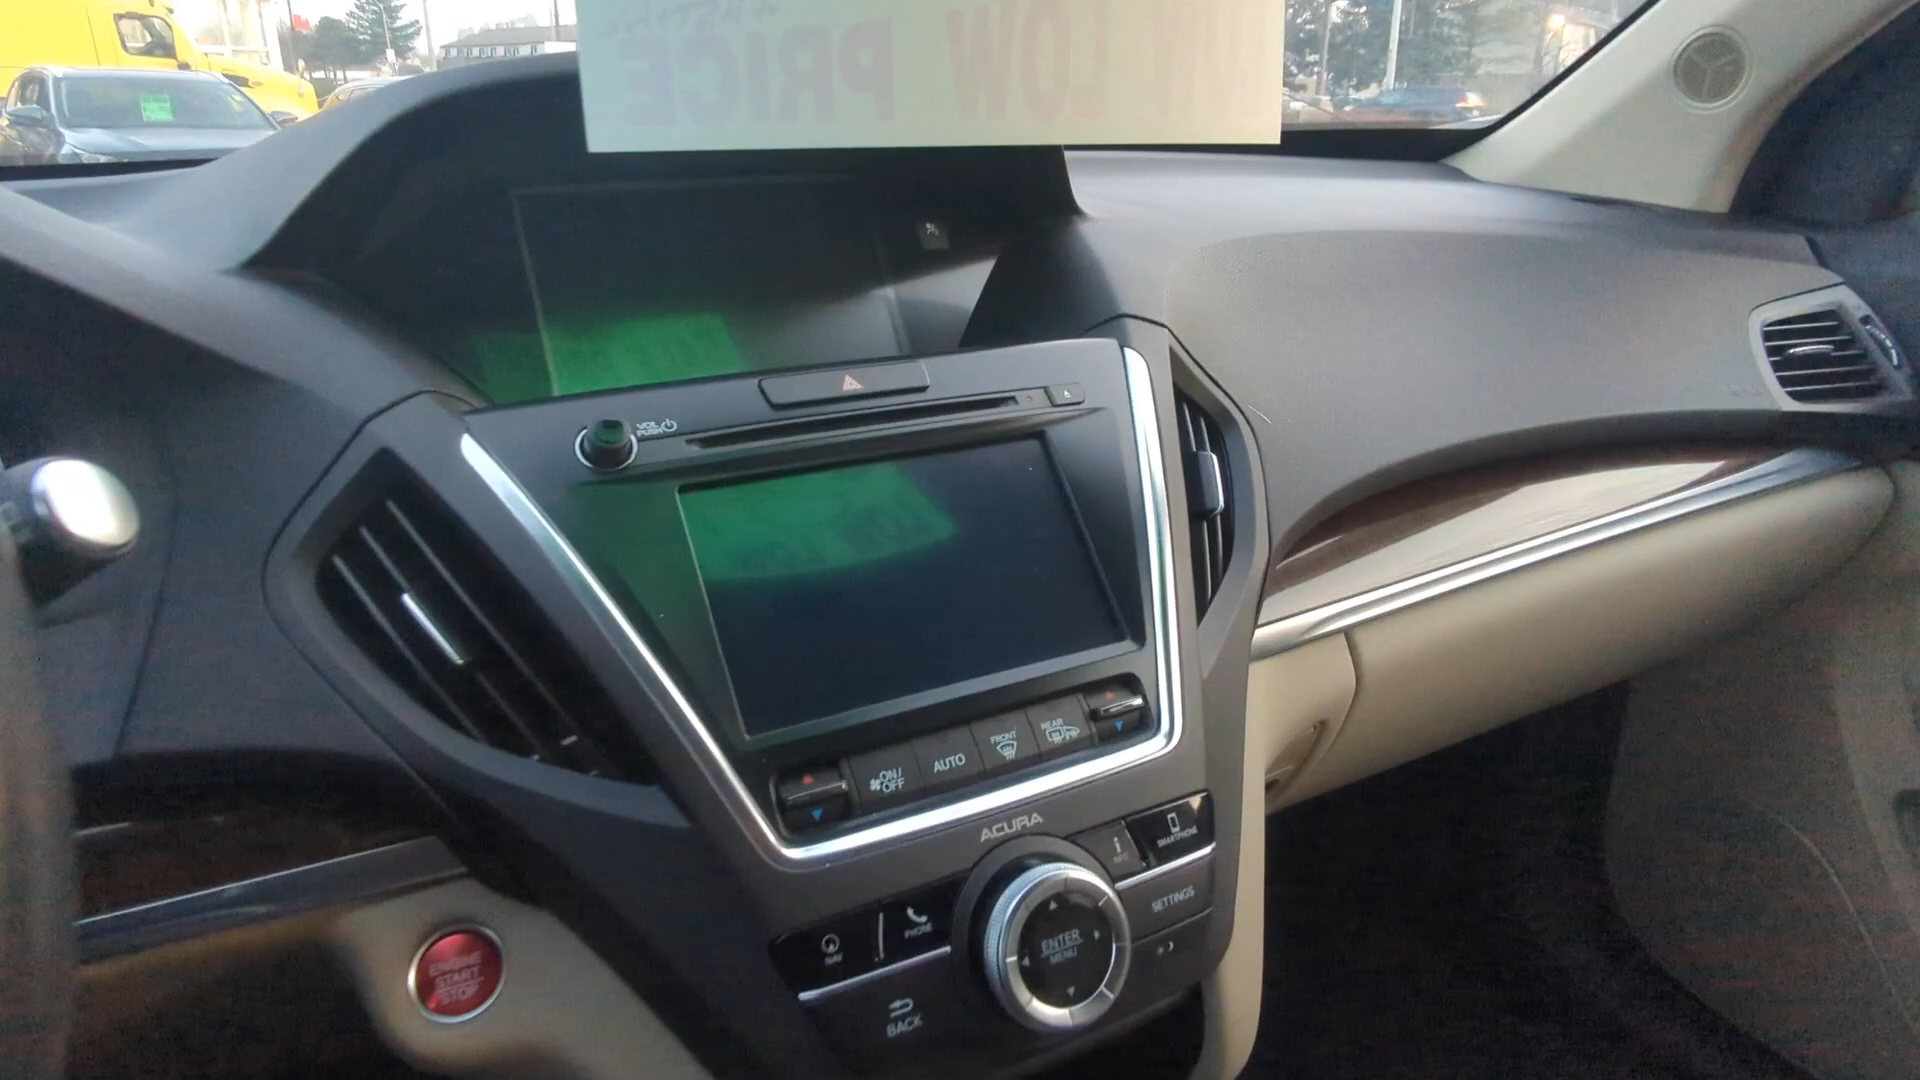 LOW PRICE
VOL
PUSH
ON/
OFF
AUTO
FRONT
REAR
ACURA
i
INFO
SMARTPHONE
SETTINGS
NAV
PHONE
ENTER
MENU
BACK
ENGINE
START
STOP
LOW